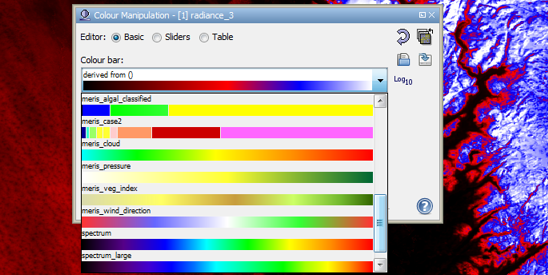 Colour Manipulation - [1] radiance_3
Editor: Basic Sliders Table
Colour bar:
derived from ()
Log10
meris_algal_classified
meris_case2
meris_cloud
meris_pressure
meris_veg_index
meris_wind_direction
spectrum
spectrum_large